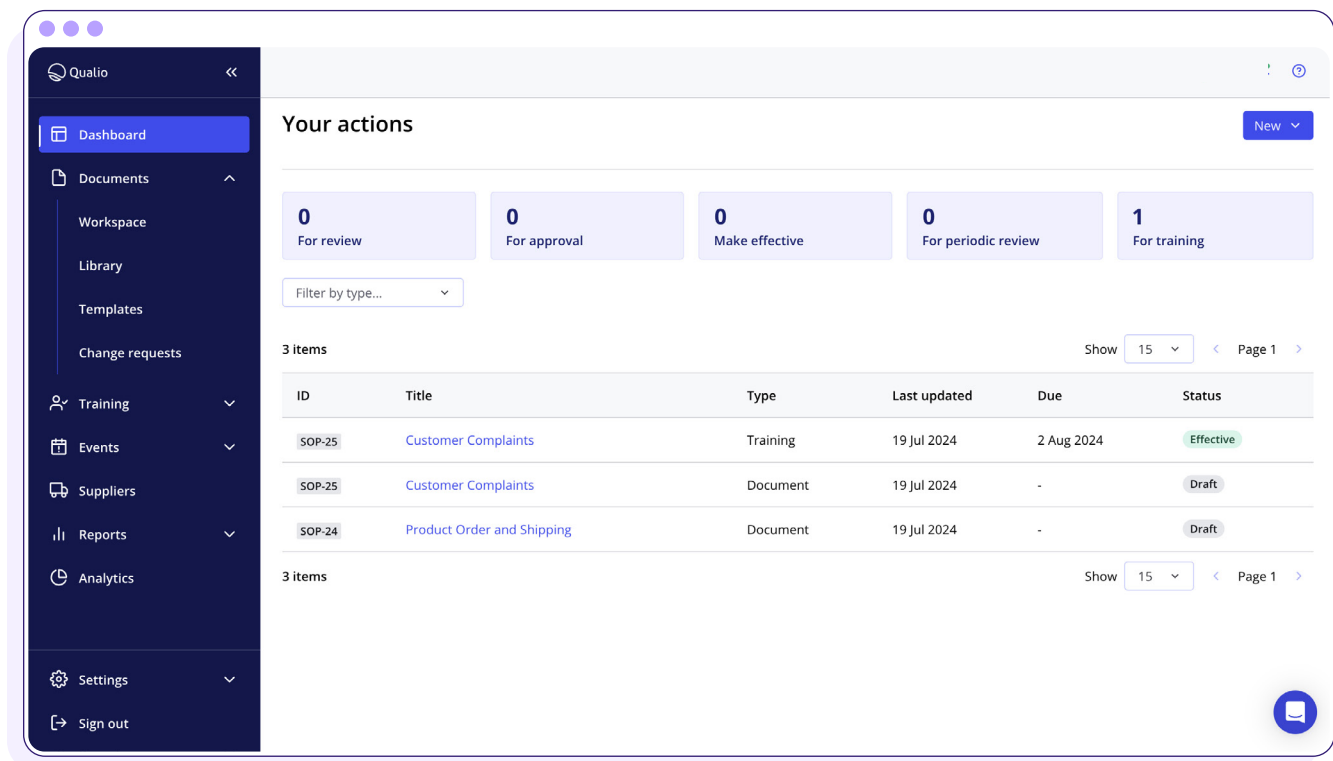 Qualio
Dashboard
Documents
Workspace
Library
Templates
Change requests
Training
Events
Suppliers
Reports
Analytics
Settings
Sign out
Your actions
New
0 0 0 0 1
For review For approval Make effective For periodic review For training
Filter by type...
3 items Show 15 Page 1
ID Title Type Last updated Due Status
SOP-25 Customer Complaints Training 19 Jul 2024 2 Aug 2024 Effective
SOP-25 Customer Complaints Document 19 Jul 2024 - Draft
SOP-24 Product Order and Shipping Document 19 Jul 2024 - Draft
3 items Show 15 Page 1